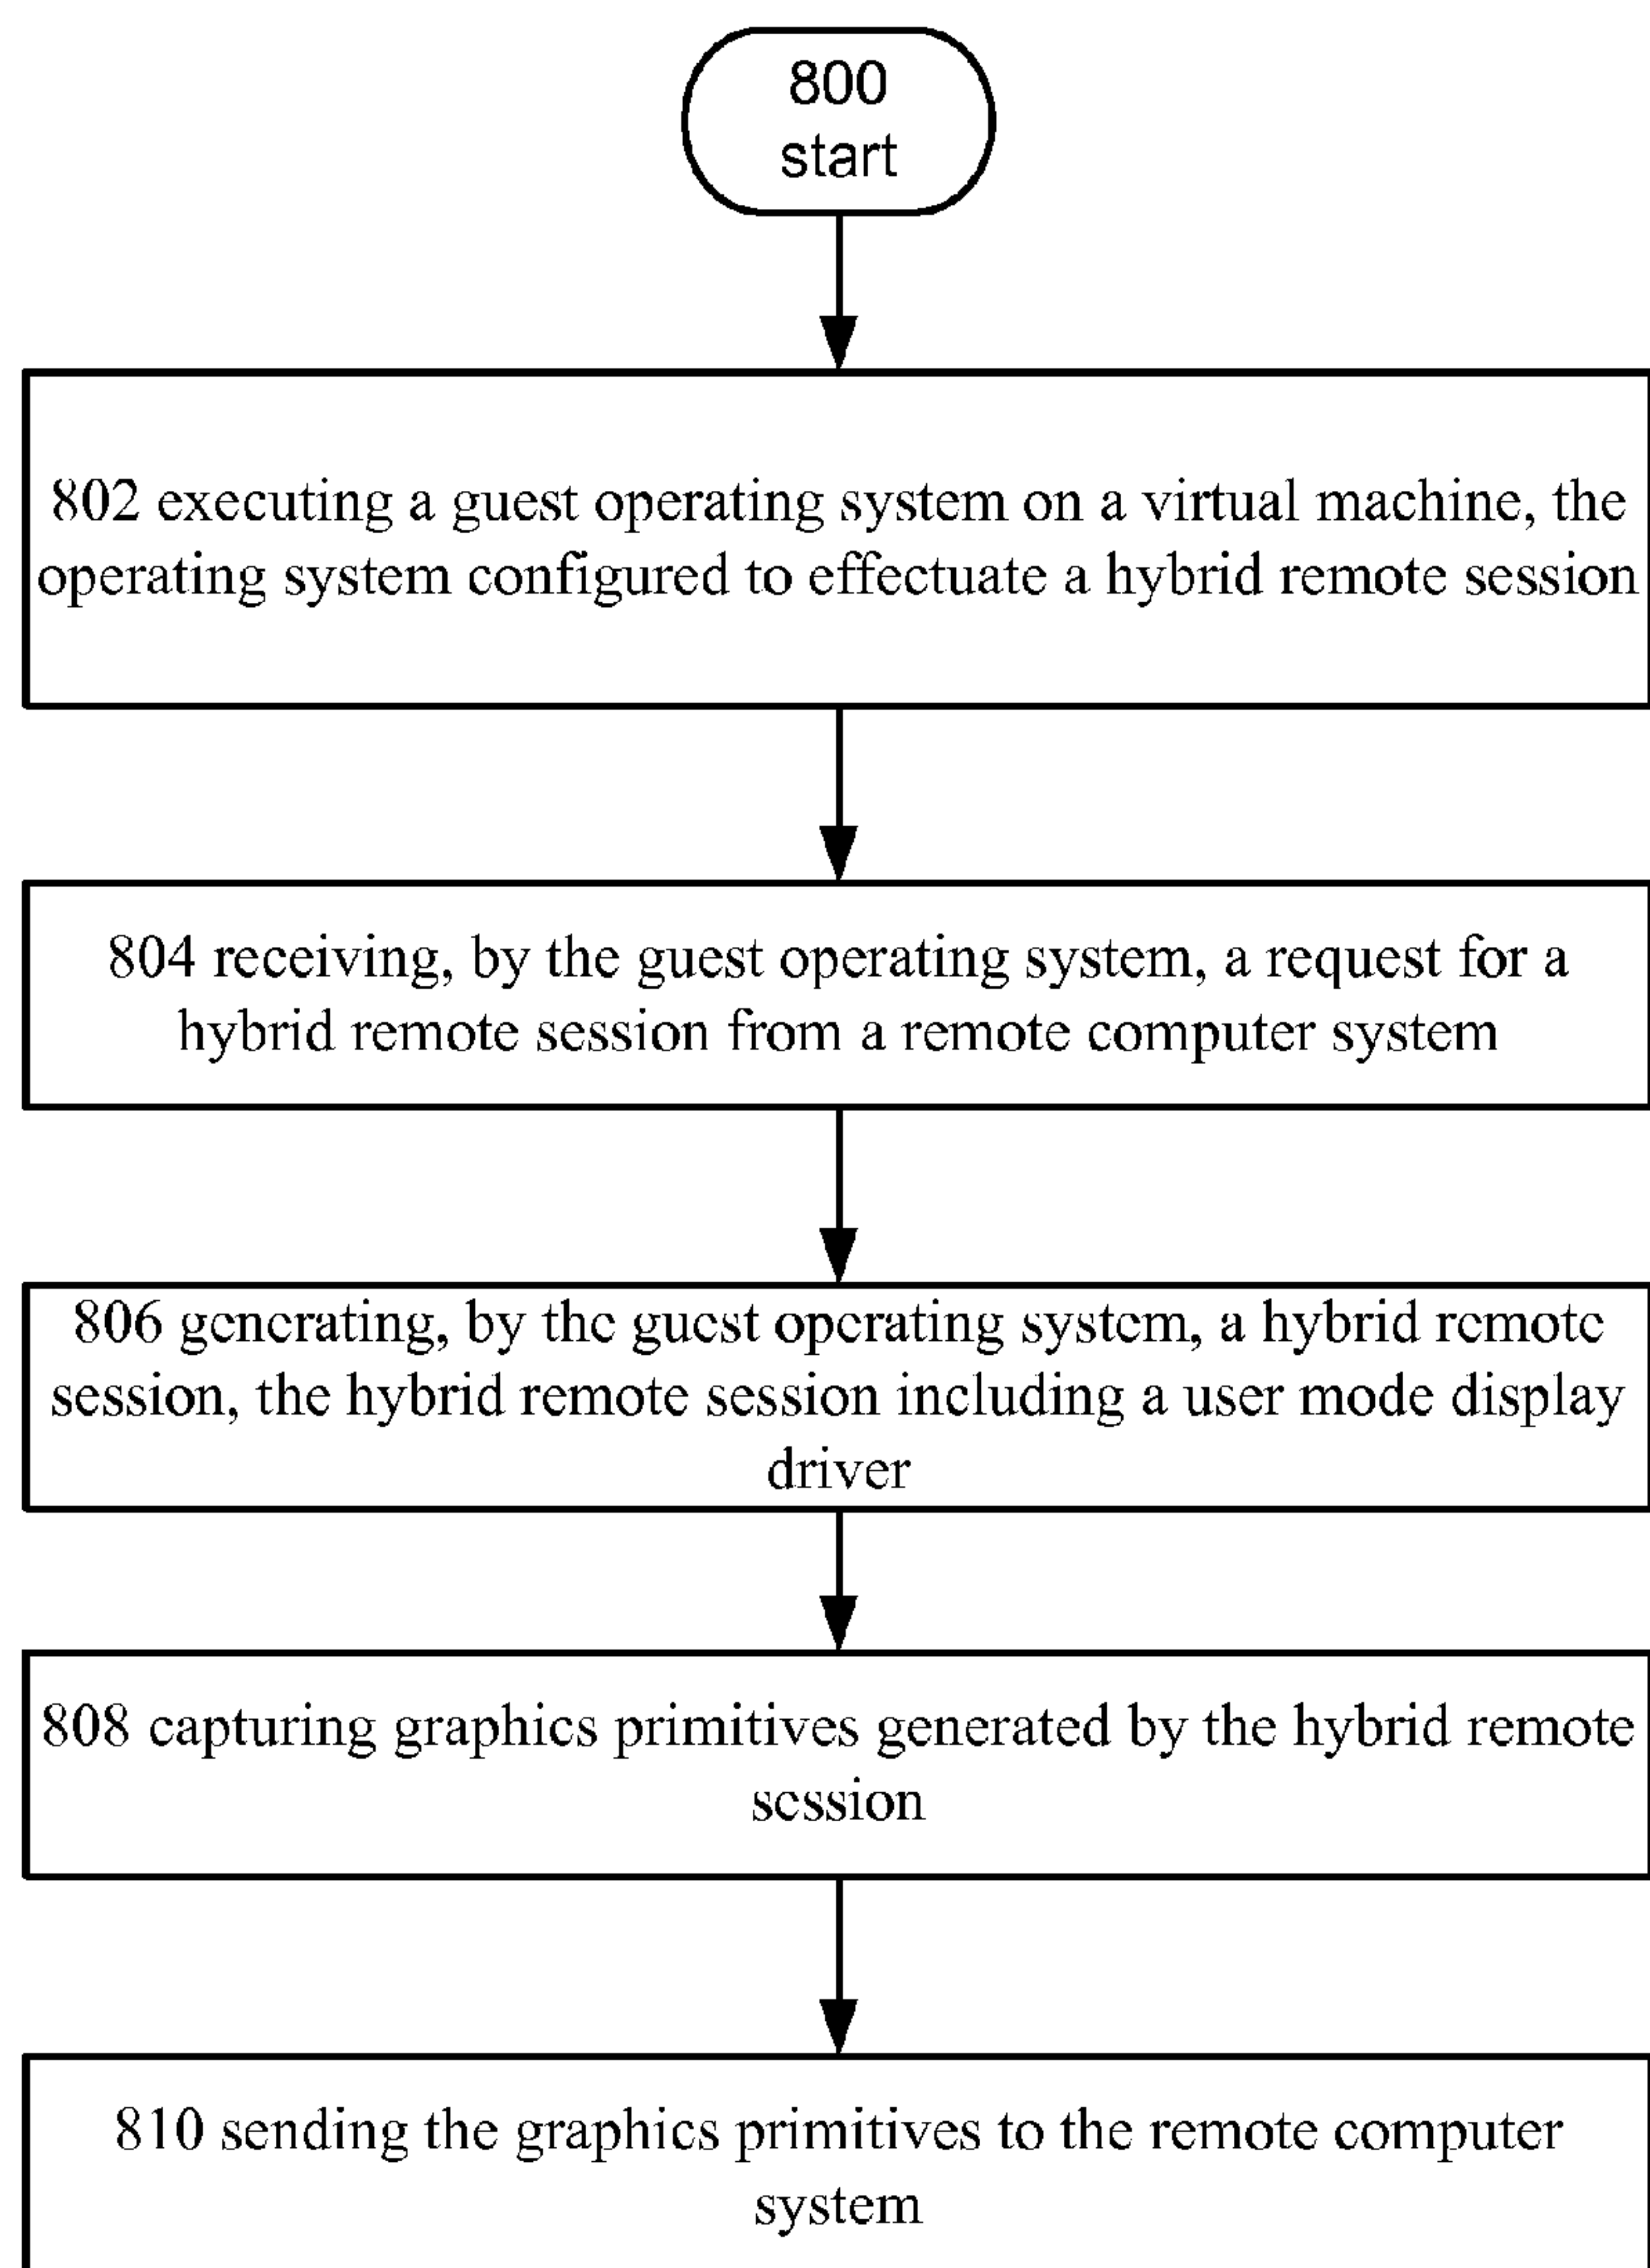 800
start
802 executing a guest operating system on a virtual machine, the
operating system configured to effectuate a hybrid remote session
804 receiving, by the guest operating system, a request for a
hybrid remote session from a remote computer system
806 generating, by the guest operating system, a hybrid remote
session, the hybrid remote session including a user mode display
driver
808 capturing graphics primitives generated by the hybrid remote
session
810 sending the graphics primitives to the remote computer
system